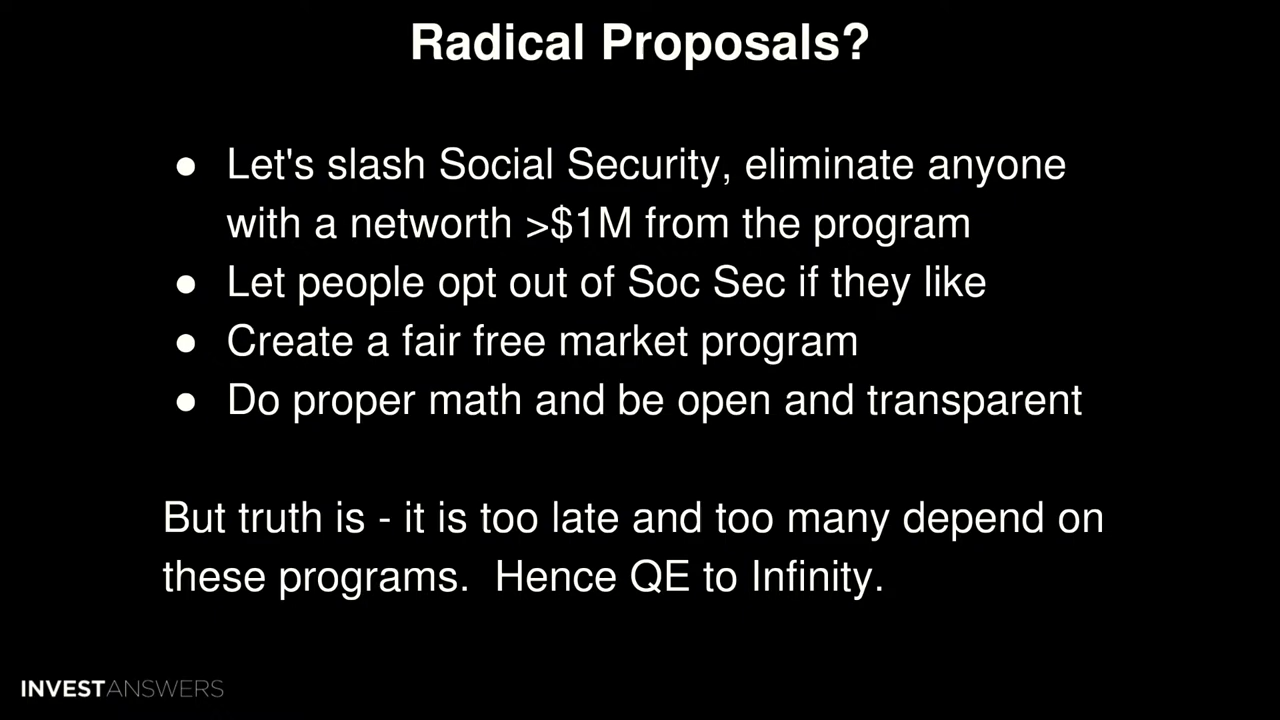 Radical Proposals?
● Let's slash Social Security, eliminate anyone
with a networth >$1M from the program
● Let people opt out of Soc Sec if they like
● Create a fair free market program
● Do proper math and be open and transparent
But truth is - it is too late and too many depend on
these programs.  Hence QE to Infinity.
INVESTANSWERS